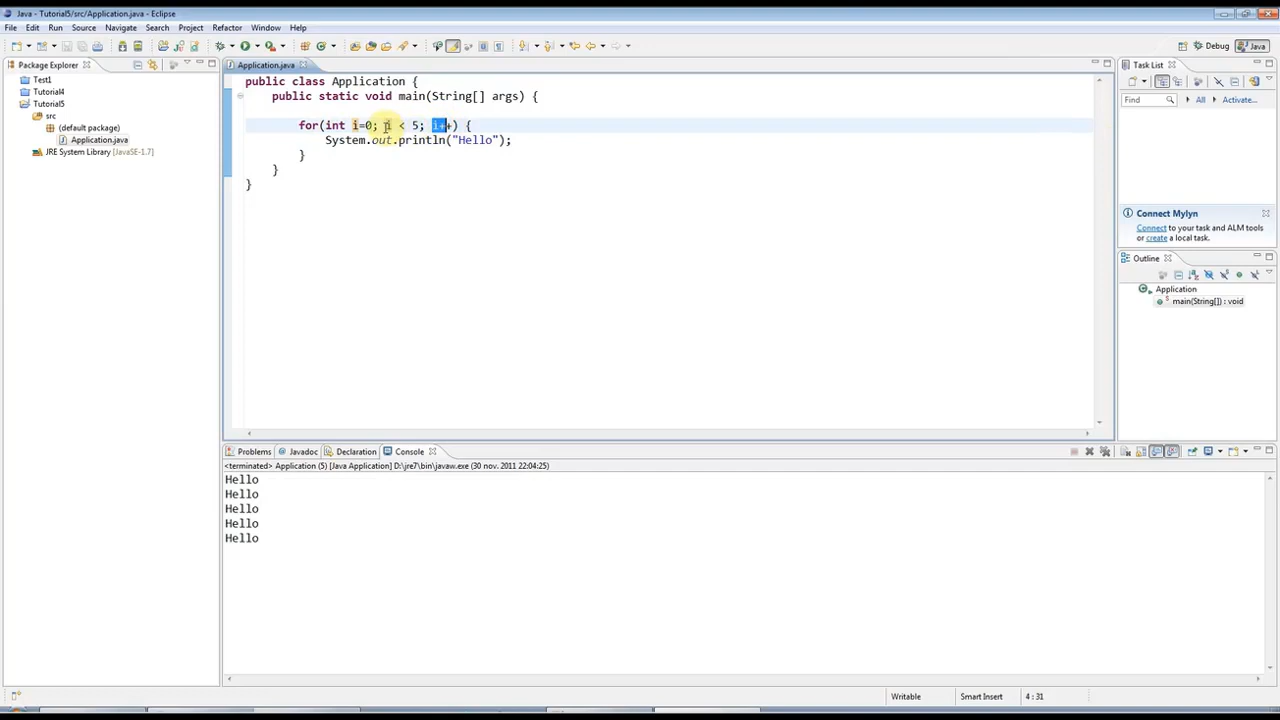 Java - Tutorial5/src/Application.java - Eclipse
File Edit Run Source Navigate Search Project Refactor Window Help
Debug Java
Package Explorer
Test1
Tutorial4
Tutorial5
src
(default package)
Application.java
JRE System Library [JavaSE-1.7]
Application.java
public class Application {
public static void main(String[] args) {
for(int i=0; i < 5; i++) {
System.out.println("Hello");
}
}
}
Task List
Find All Activate...
Connect Mylyn
Connect to your task and ALM tools
or create a local task.
Outline
Application
main(String[]) : void
Problems Javadoc Declaration Console
<terminated> Application (5) [Java Application] D:\jre7\bin\javaw.exe (30 nov. 2011 22:04:25)
Hello
Hello
Hello
Hello
Hello
Writable Smart Insert 4 : 31